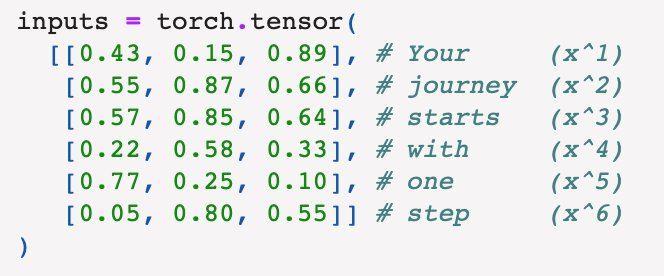 inputs = torch.tensor(
  [[0.43, 0.15, 0.89], # Your     (x^1)
   [0.55, 0.87, 0.66], # journey  (x^2)
   [0.57, 0.85, 0.64], # starts   (x^3)
   [0.22, 0.58, 0.33], # with     (x^4)
   [0.77, 0.25, 0.10], # one      (x^5)
   [0.05, 0.80, 0.55]] # step     (x^6)
)